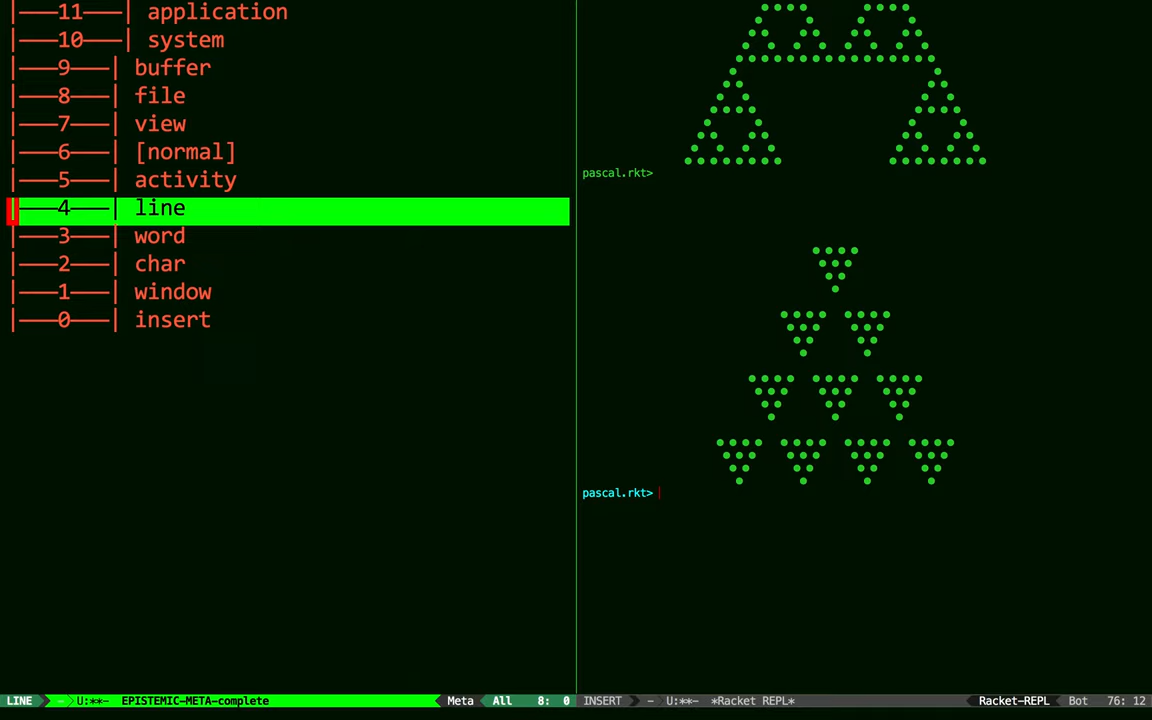 |———11———| application
|———10———| system
|———9———| buffer
|———8———| file
|———7———| view
|———6———| [normal]
|———5———| activity
|———4———| line
|———3———| word
|———2———| char
|———1———| window
|———0———| insert
pascal.rkt>
pascal.rkt>
LINE - U:**- EPISTEMIC-META-complete Meta All 8: 0
INSERT - U:**- *Racket REPL* Racket-REPL Bot 76: 12